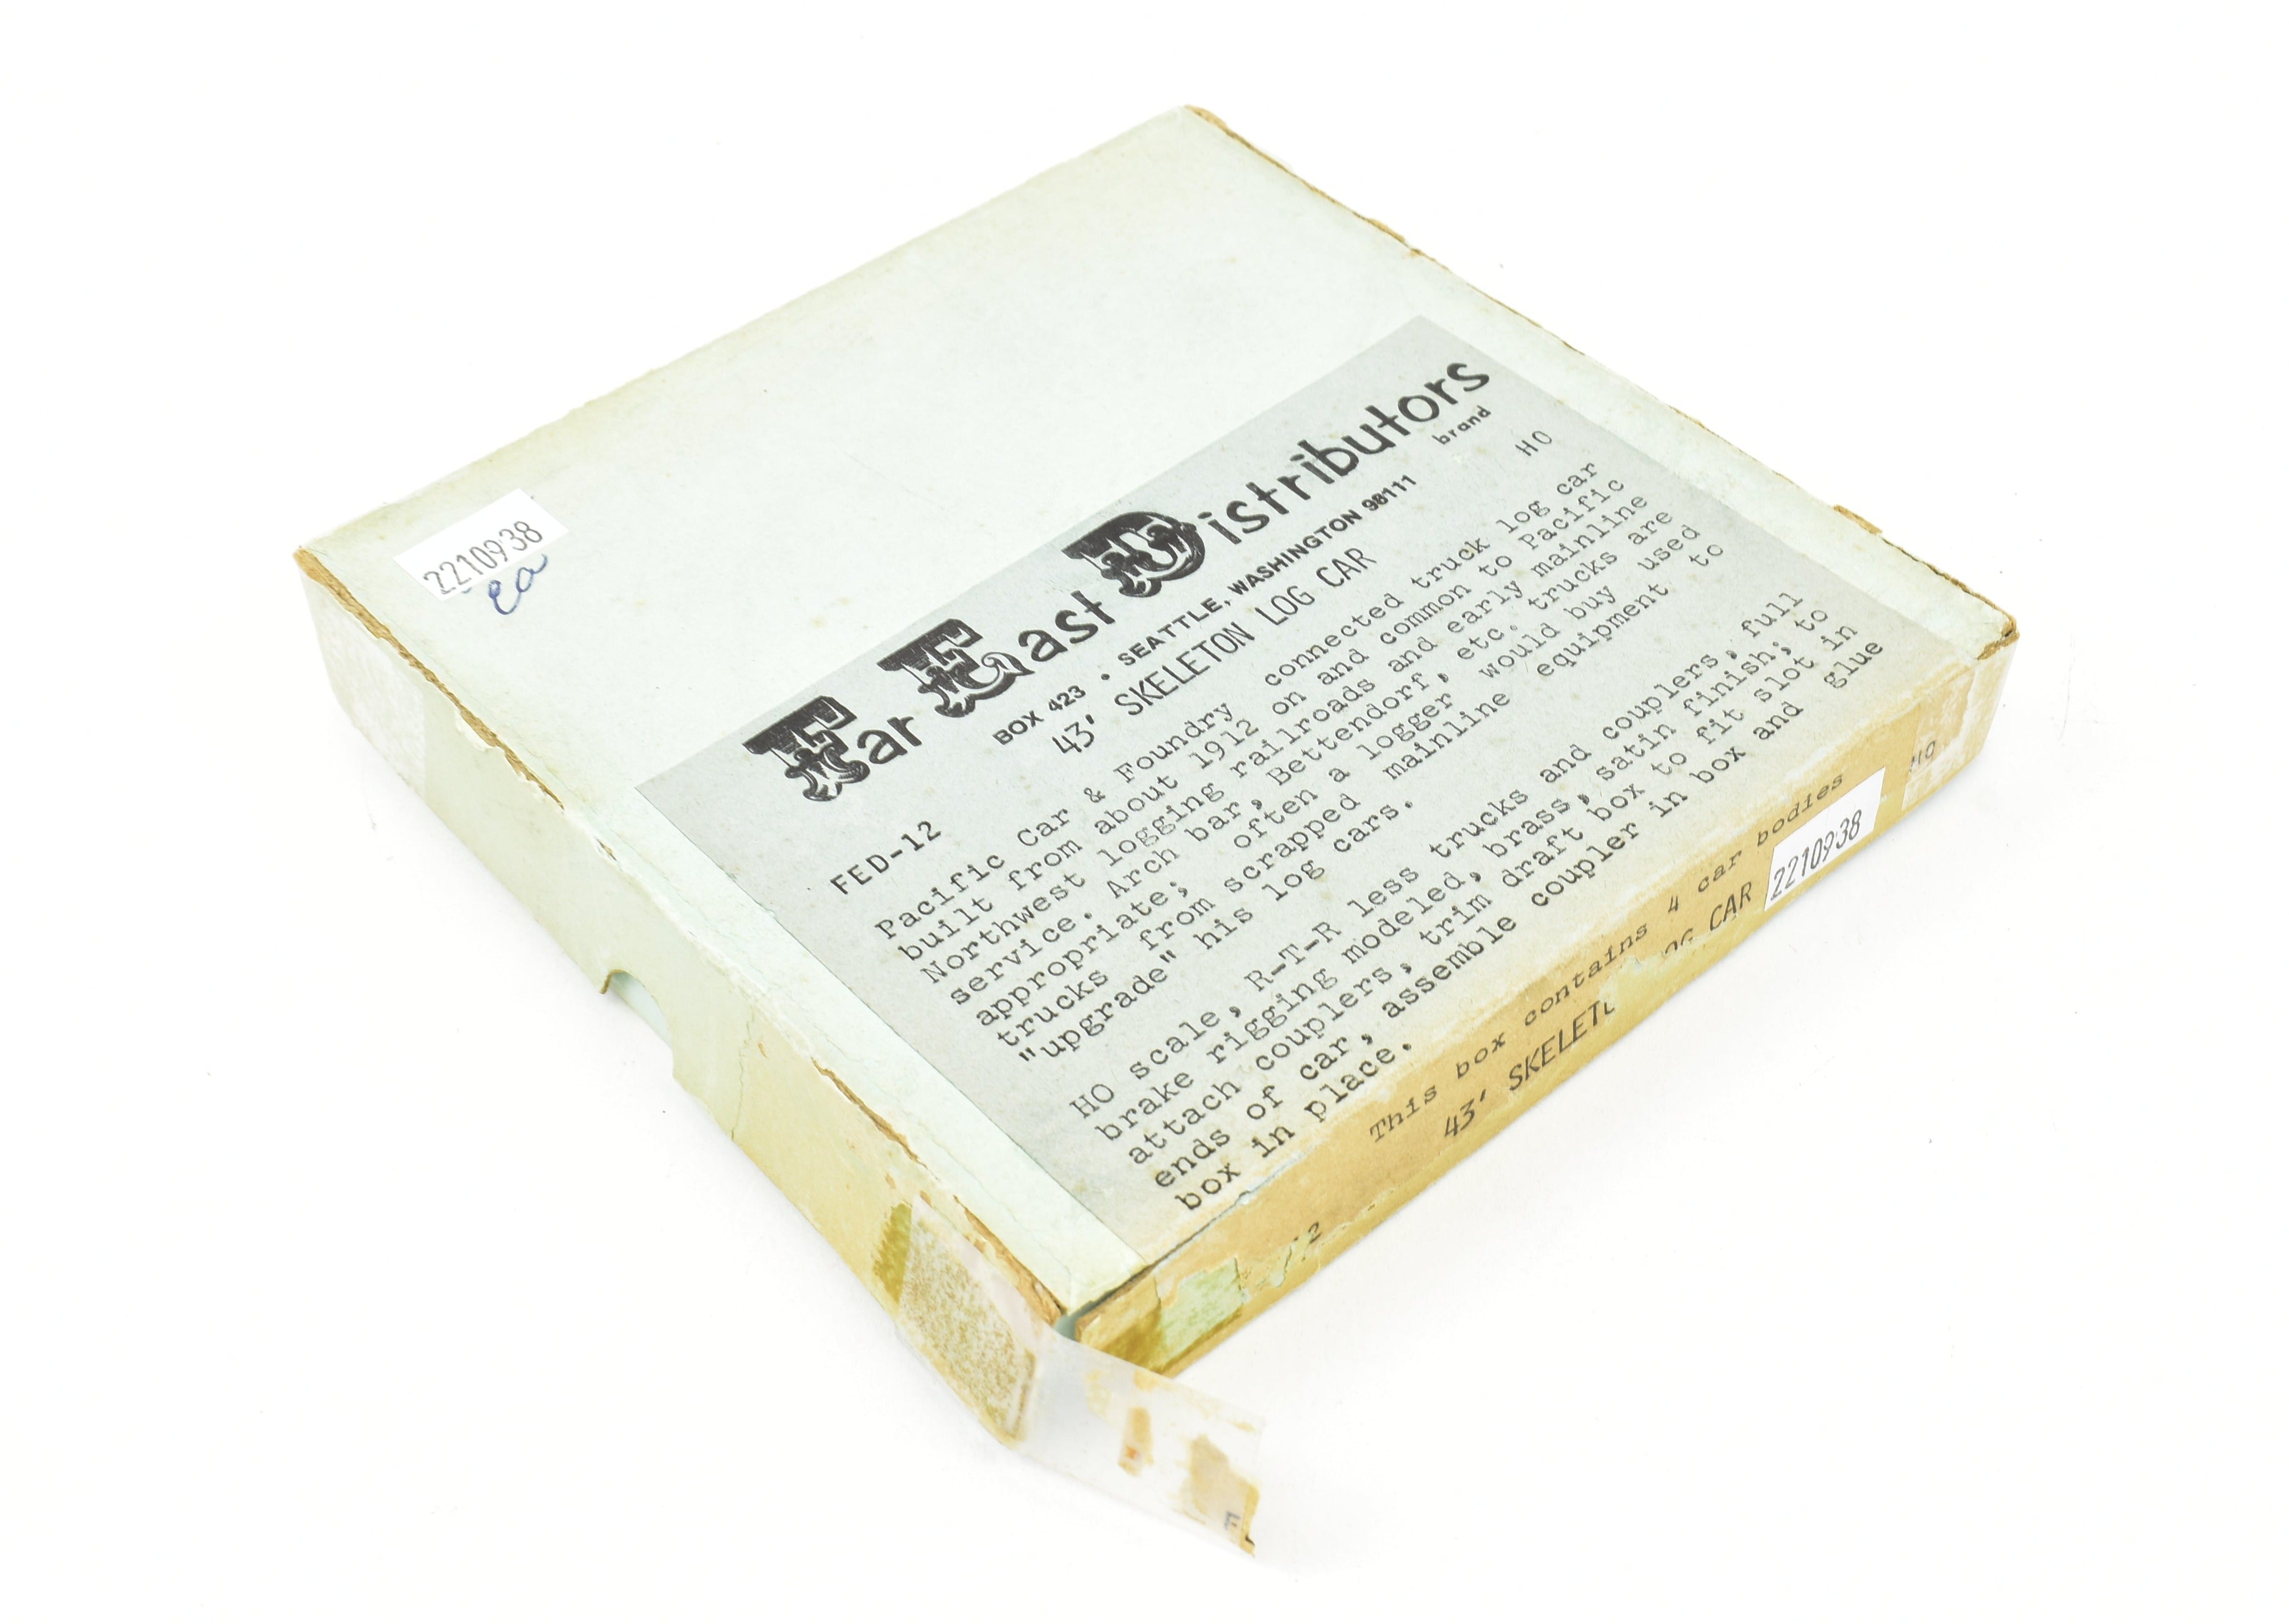 2210938
ea
Far East Distributors
brand
BOX 423 • SEATTLE, WASHINGTON 98111
FED-12 43' SKELETON LOG CAR HO
Pacific Car & Foundry connected truck log car
built from about 1912 on and common to Pacific
Northwest logging railroads and early mainline
service. Arch bar, Bettendorf, etc. trucks are
appropriate; often a logger would buy used
trucks from scrapped mainline equipment to
"upgrade" his log cars.
HO scale, R-T-R less trucks and couplers, full
brake rigging modeled, brass, satin finish; to
attach couplers, trim draft box to fit slot in
ends of car, assemble coupler in box and glue
box in place.
This box contains 4 car bodies
43' SKELETO OG CAR HO
2210938
12
F